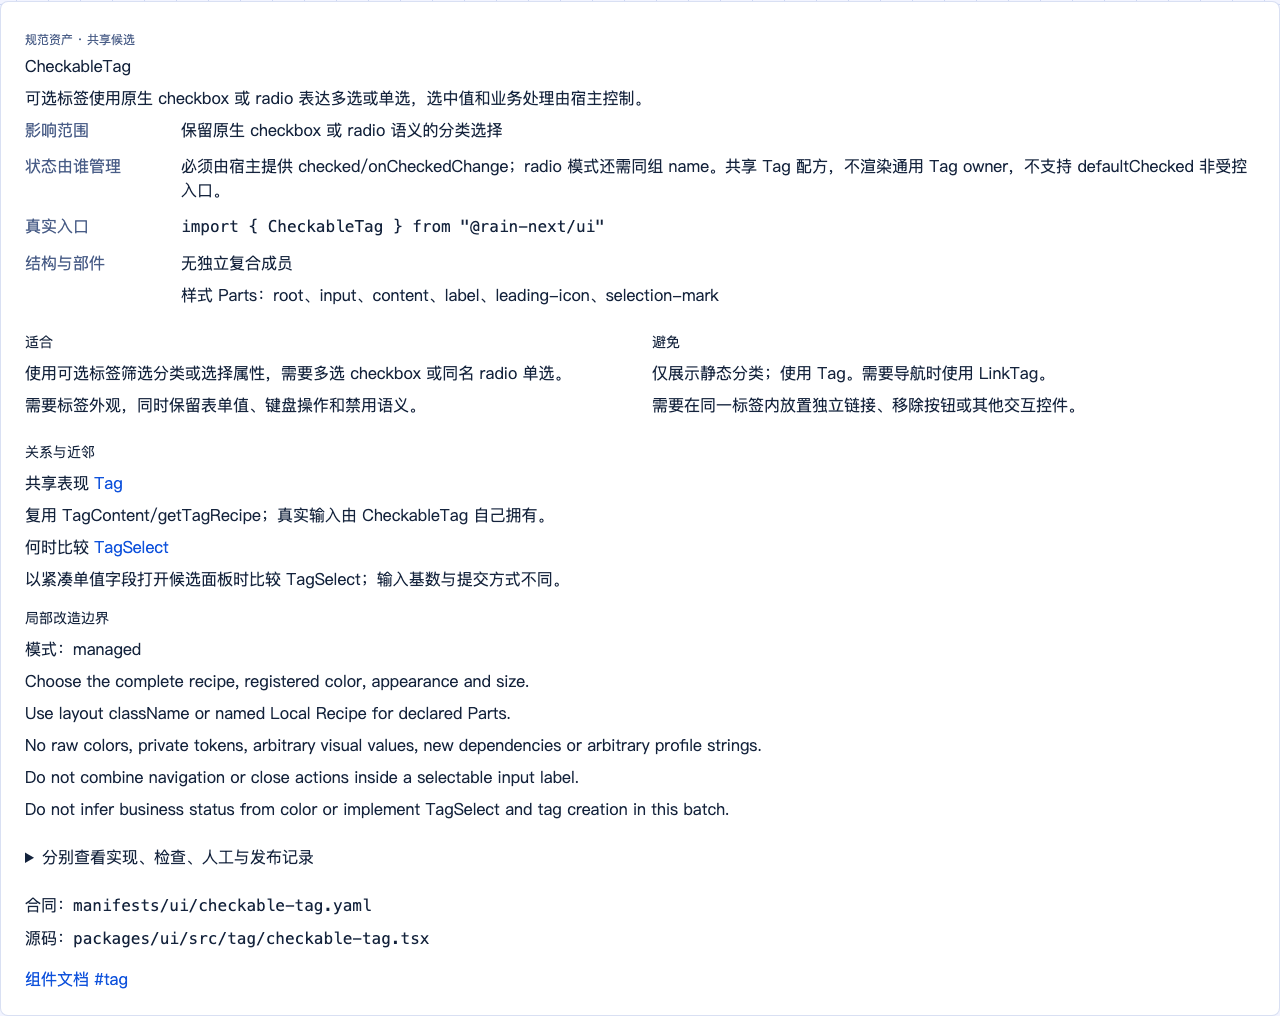 规范资产 · 共享候选
CheckableTag
可选标签使用原生 checkbox 或 radio 表达多选或单选，选中值和业务处理由宿主控制。
影响范围 保留原生 checkbox 或 radio 语义的分类选择
状态由谁管理 必须由宿主提供 checked/onCheckedChange；radio 模式还需同组 name。共享 Tag 配方，不渲染通用 Tag owner，不支持 defaultChecked 非受控
入口。
真实入口 import { CheckableTag } from "@rain-next/ui"
结构与部件 无独立复合成员
样式 Parts：root、input、content、label、leading-icon、selection-mark
适合
使用可选标签筛选分类或选择属性，需要多选 checkbox 或同名 radio 单选。
需要标签外观，同时保留表单值、键盘操作和禁用语义。
避免
仅展示静态分类；使用 Tag。需要导航时使用 LinkTag。
需要在同一标签内放置独立链接、移除按钮或其他交互控件。
关系与近邻
共享表现 Tag
复用 TagContent/getTagRecipe；真实输入由 CheckableTag 自己拥有。
何时比较 TagSelect
以紧凑单值字段打开候选面板时比较 TagSelect；输入基数与提交方式不同。
局部改造边界
模式：managed
Choose the complete recipe, registered color, appearance and size.
Use layout className or named Local Recipe for declared Parts.
No raw colors, private tokens, arbitrary visual values, new dependencies or arbitrary profile strings.
Do not combine navigation or close actions inside a selectable input label.
Do not infer business status from color or implement TagSelect and tag creation in this batch.
▶ 分别查看实现、检查、人工与发布记录
合同：manifests/ui/checkable-tag.yaml
源码：packages/ui/src/tag/checkable-tag.tsx
组件文档 #tag